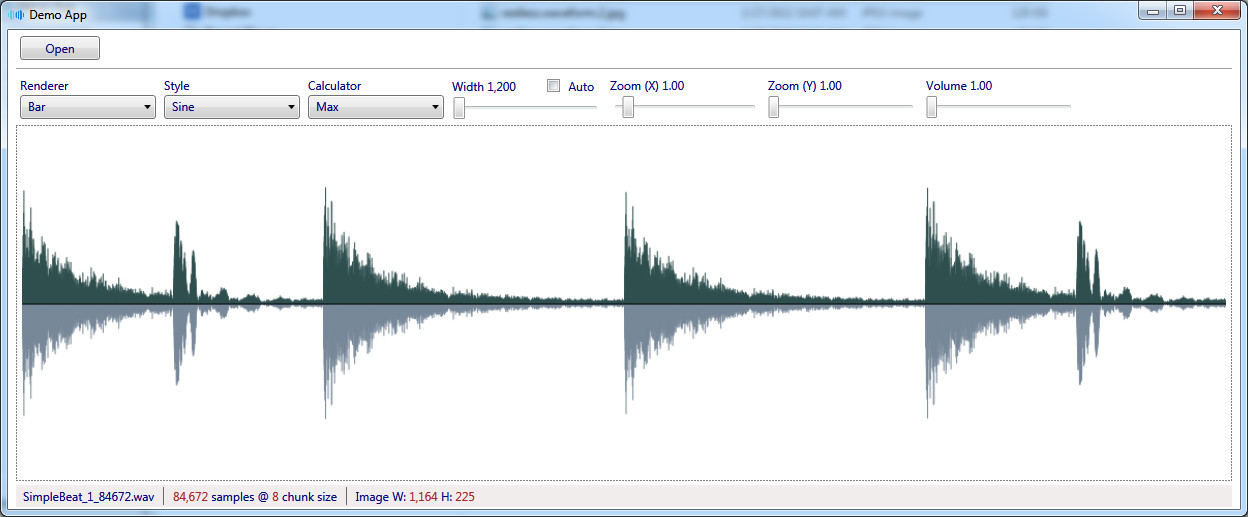 Demo App
Open
Renderer Style Calculator Width 1,200 Auto Zoom (X) 1.00 Zoom (Y) 1.00 Volume 1.00
Bar Sine Max
SimpleBeat_1_84672.wav 84,672 samples @ 8 chunk size Image W: 1,164 H: 225